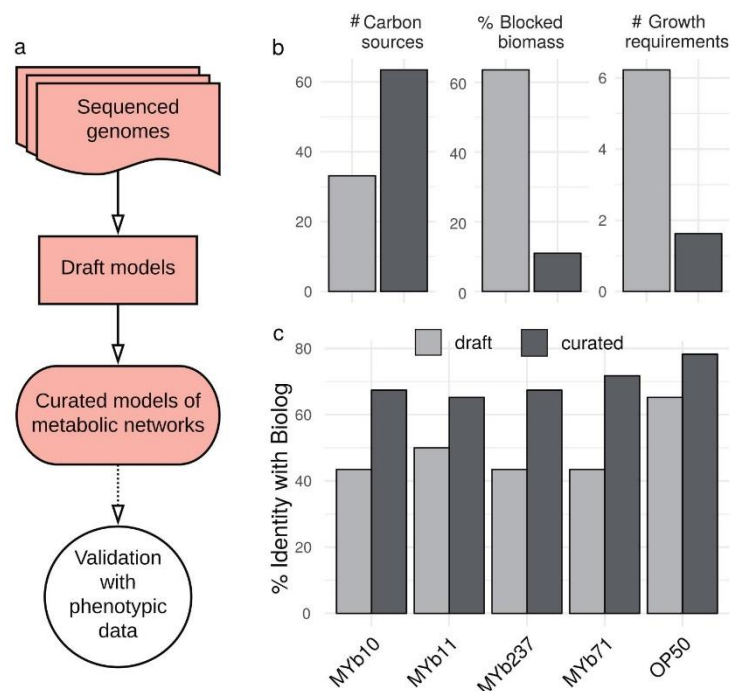 a
Sequenced
genomes
Draft models
Curated models of
metabolic networks
Validation
with
phenotypic
data
b
# Carbon
sources
% Blocked
biomass
# Growth
requirements
60
40
20
0
60
40
20
0
6
4
2
0
c
draft
curated
% Identity with Biolog
80
60
40
20
0
MYb10
MYb11
MYb237
MYb71
OP50